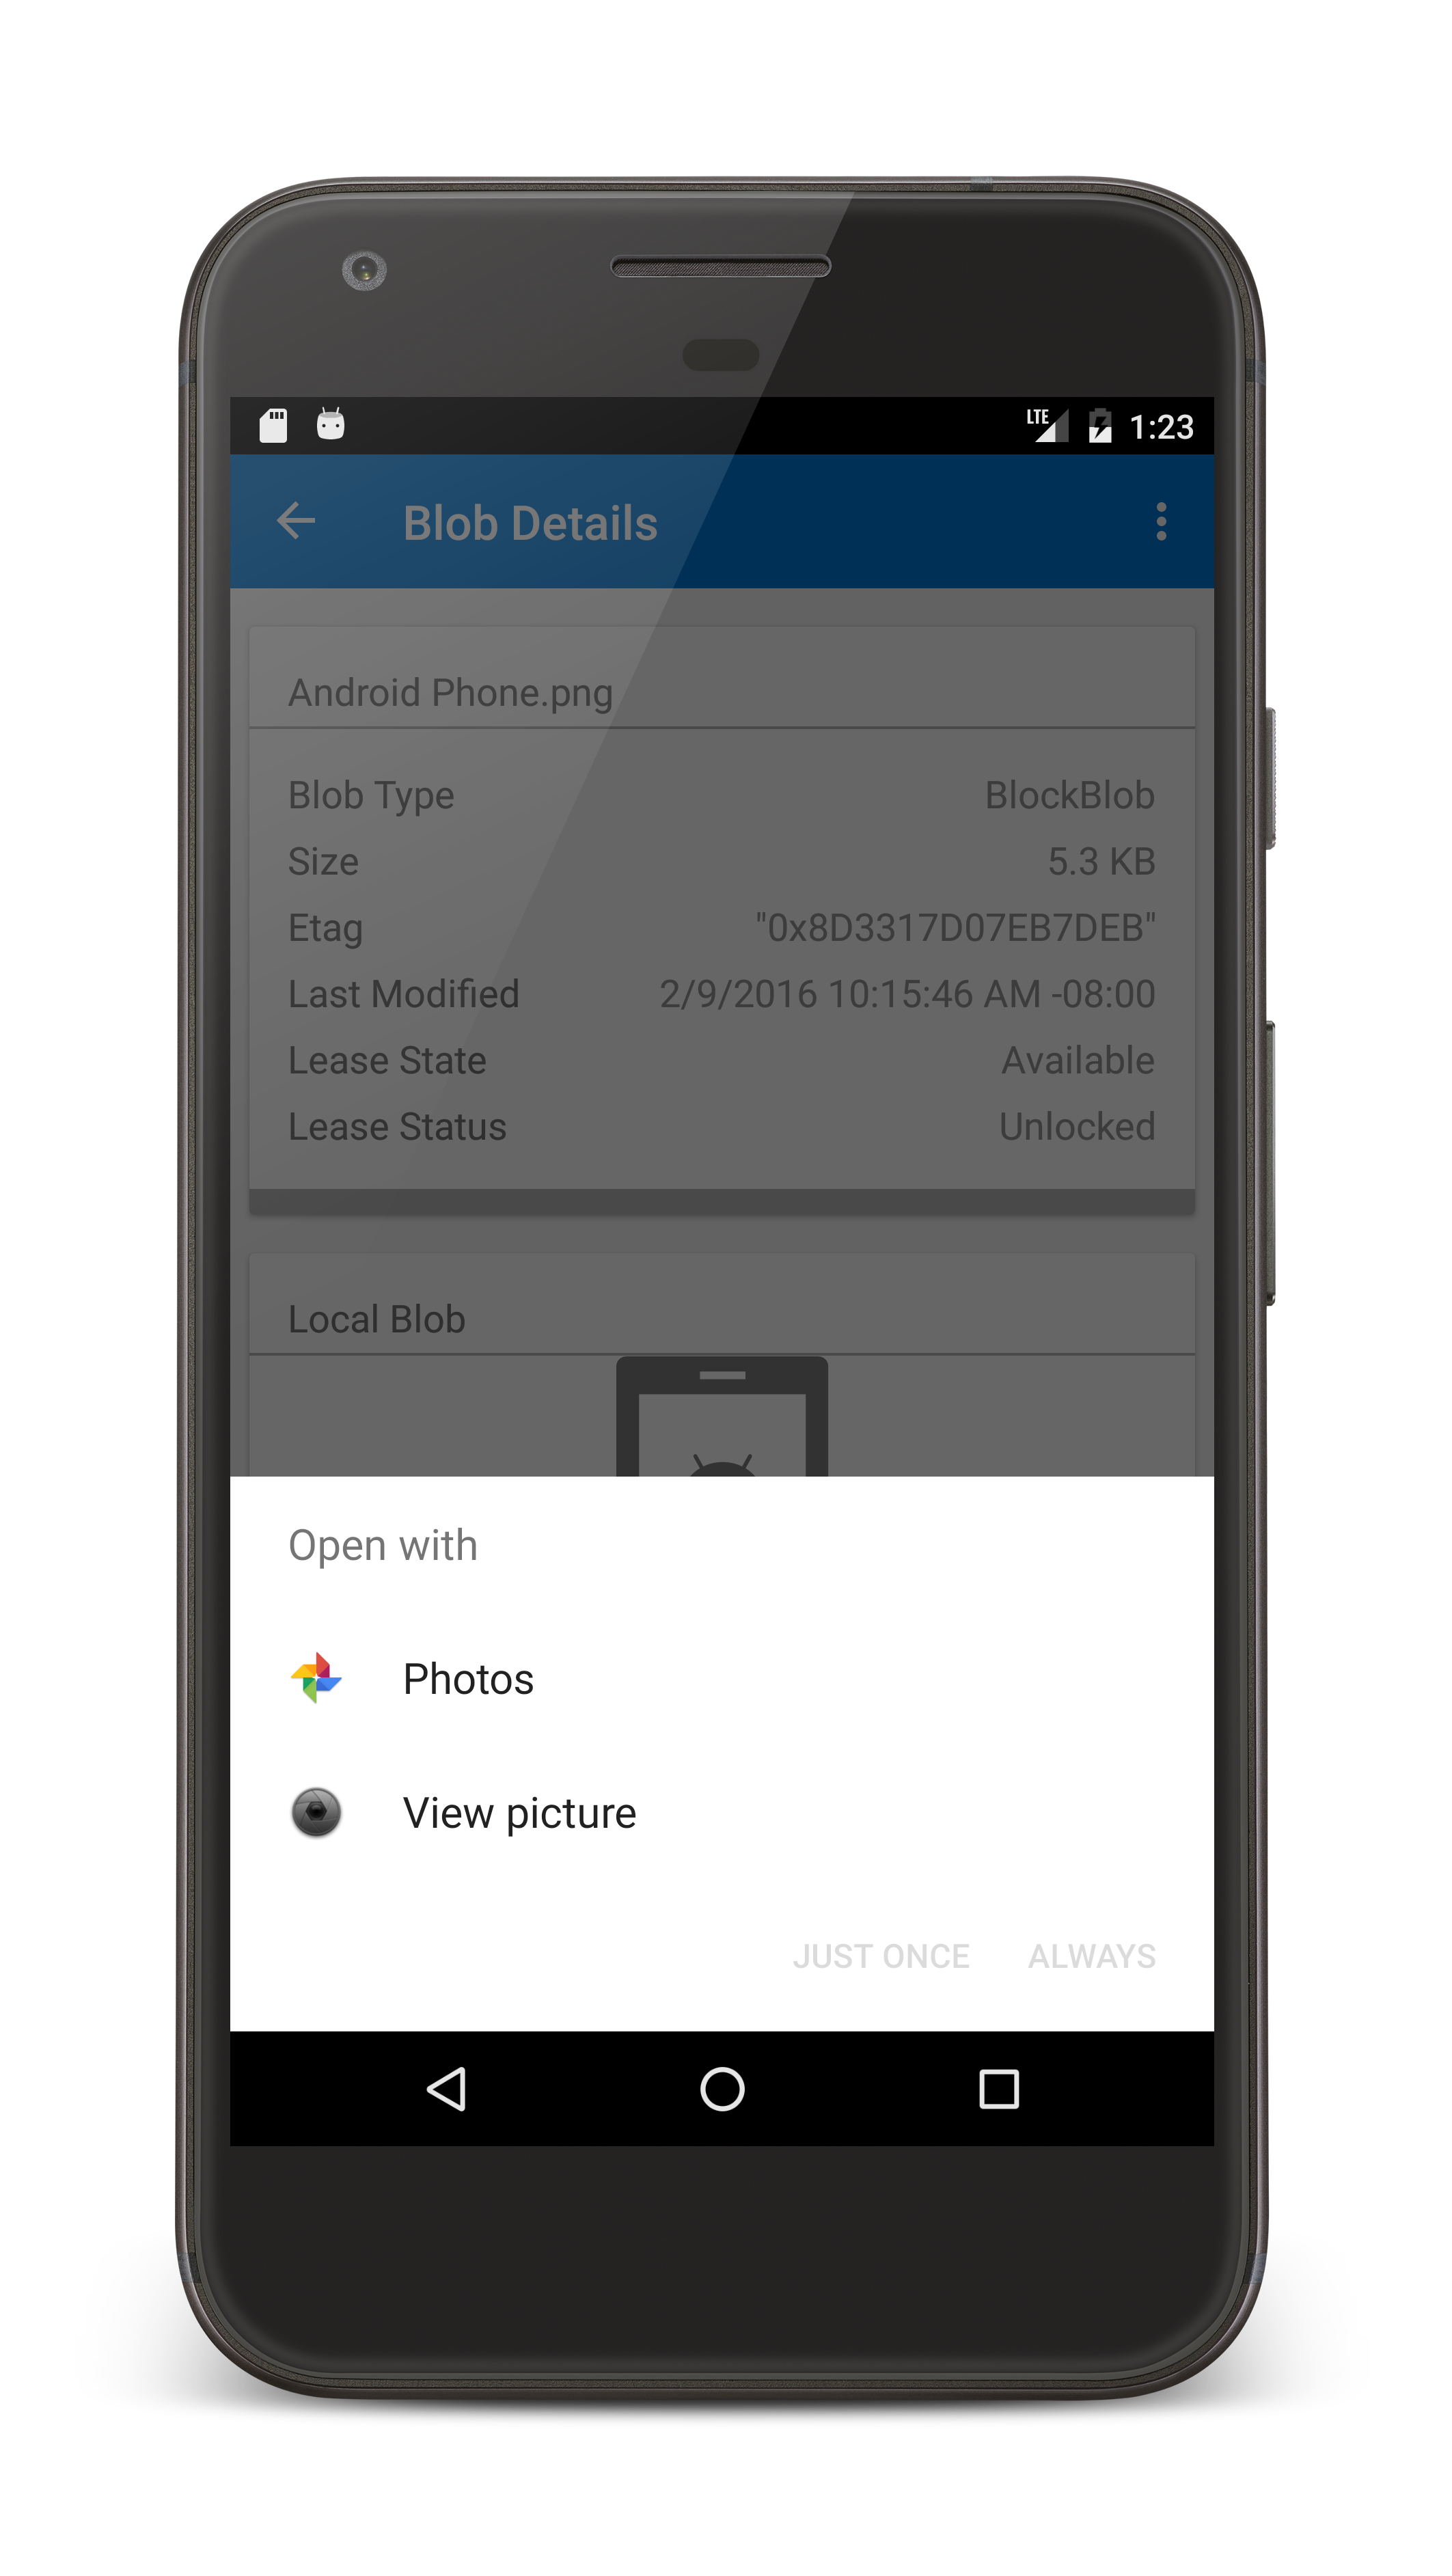 LTE 1:23
Blob Details
Android Phone.png
Blob Type BlockBlob
Size 5.3 KB
Etag "0x8D3317D07EB7DEB"
Last Modified 2/9/2016 10:15:46 AM -08:00
Lease State Available
Lease Status Unlocked
Local Blob
Open with
Photos
View picture
JUST ONCE ALWAYS